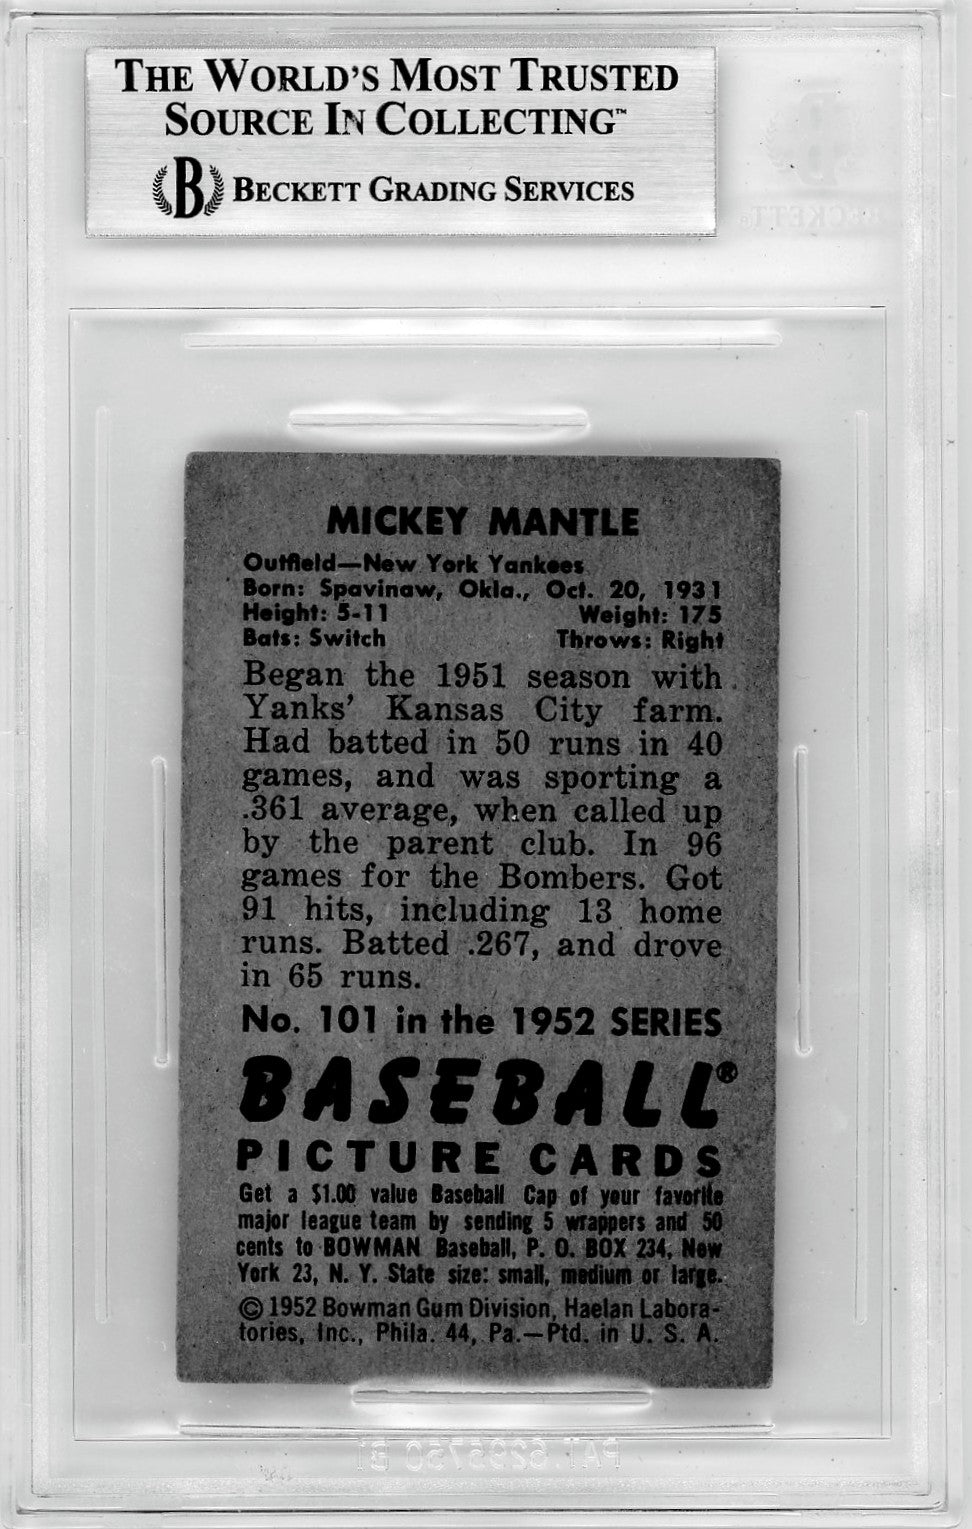 THE WORLD'S MOST TRUSTED
SOURCE IN COLLECTING™
B BECKETT GRADING SERVICES
BECKETT
MICKEY MANTLE
Outfield—New York Yankees
Born: Spavinaw, Okla., Oct. 20, 1931
Height: 5-11 Weight: 175
Bats: Switch Throws: Right
Began the 1951 season with
Yanks' Kansas City farm.
Had batted in 50 runs in 40
games, and was sporting a
.361 average, when called up
by the parent club. In 96
games for the Bombers. Got
91 hits, including 13 home
runs. Batted .267, and drove
in 65 runs.
No. 101 in the 1952 SERIES
BASEBALL®
PICTURE CARDS
Get a $1.00 value Baseball Cap of your favorite
major league team by sending 5 wrappers and 50
cents to BOWMAN Baseball, P. O. BOX 234, New
York 23, N. Y. State size: small, medium or large.
© 1952 Bowman Gum Division, Haelan Labora-
tories, Inc., Phila. 44, Pa.—Ptd. in U. S. A.
PAT. 6295750 B1